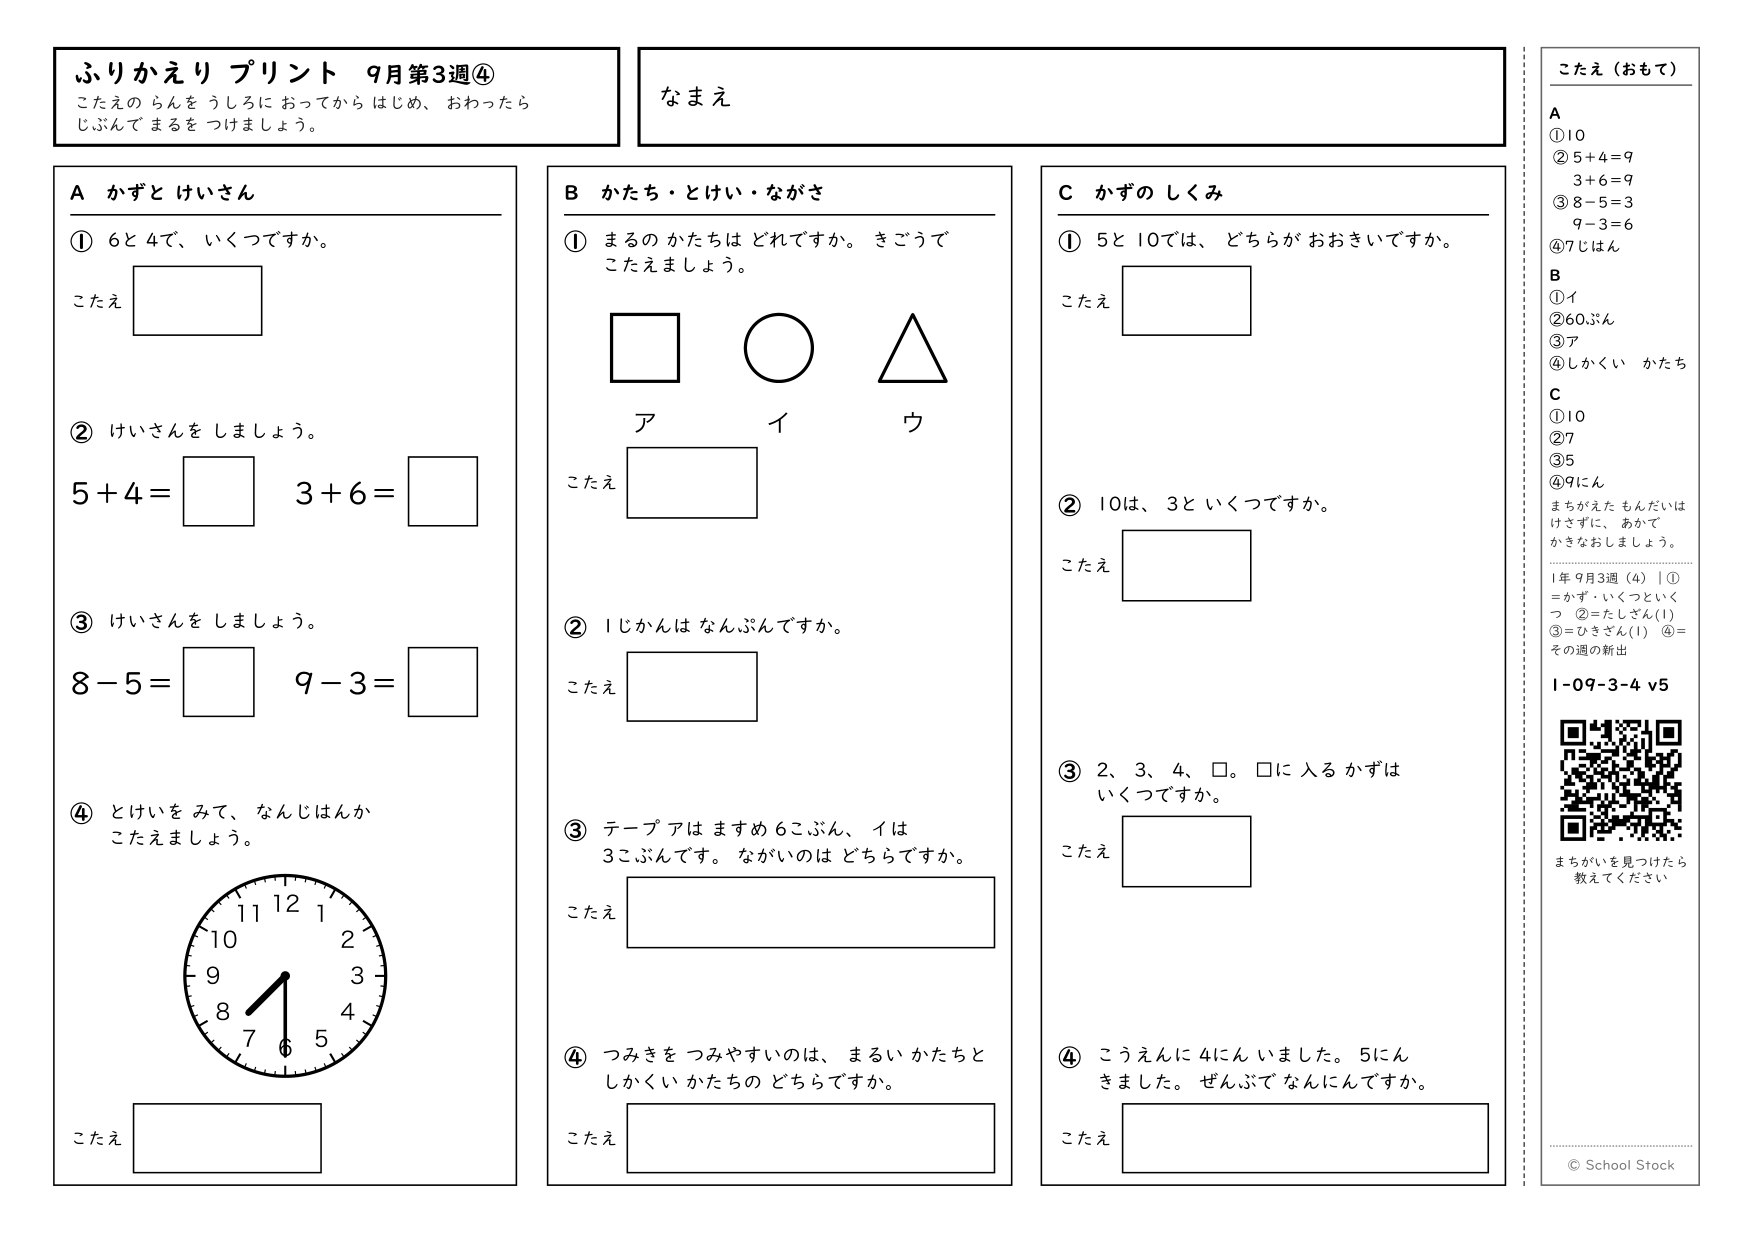 ふりかえり プリント　9月第3週④
こたえの らんを うしろに おってから はじめ、 おわったら
じぶんで まるを つけましょう。
なまえ
A　かずと けいさん
① 6と 4で、 いくつですか。
こたえ
② けいさんを しましょう。
5＋4＝　3＋6＝
③ けいさんを しましょう。
8－5＝　9－3＝
④ とけいを みて、 なんじはんか
こたえましょう。
12
11 1
10 2
9 3
8 4
7 5
6
こたえ
B　かたち・とけい・ながさ
① まるの かたちは どれですか。 きごうで
こたえましょう。
ア　イ　ウ
こたえ
② 1じかんは なんぷんですか。
こたえ
③ テープ アは ますめ 6こぶん、 イは
3こぶんです。 ながいのは どちらですか。
こたえ
④ つみきを つみやすいのは、 まるい かたちと
しかくい かたちの どちらですか。
こたえ
C　かずの しくみ
① 5と 10では、 どちらが おおきいですか。
こたえ
② 10は、 3と いくつですか。
こたえ
③ 2、 3、 4、 □。 □に 入る かずは
いくつですか。
こたえ
④ こうえんに 4にん いました。 5にん
きました。 ぜんぶで なんにんですか。
こたえ
こたえ（おもて）
A
①10
②5＋4＝9
3＋6＝9
③8－5＝3
9－3＝6
④7じはん
B
①イ
②60ぷん
③ア
④しかくい　かたち
C
①10
②7
③5
④9にん
まちがえた もんだいは
けさずに、 あかで
かきなおしましょう。
1年 9月3週（4）｜①
＝かず・いくつといく
つ　②＝たしざん(1)
③＝ひきざん(1)　④＝
その週の新出
1-09-3-4 v5
まちがいを見つけたら
教えてください
© School Stock